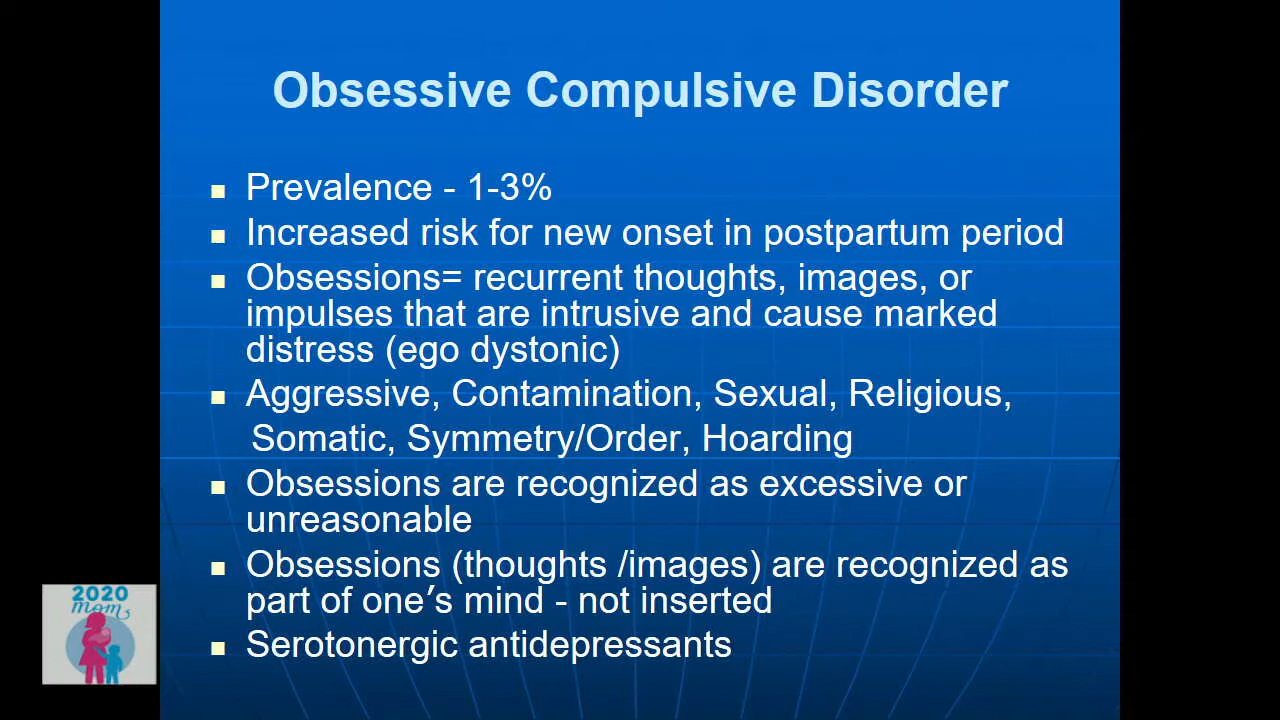 Obsessive Compulsive Disorder
Prevalence - 1-3%
Increased risk for new onset in postpartum period
Obsessions= recurrent thoughts, images, or
impulses that are intrusive and cause marked
distress (ego dystonic)
Aggressive, Contamination, Sexual, Religious,
Somatic, Symmetry/Order, Hoarding
Obsessions are recognized as excessive or
unreasonable
Obsessions (thoughts /images) are recognized as
part of one’s mind - not inserted
Serotonergic antidepressants
2020
moms